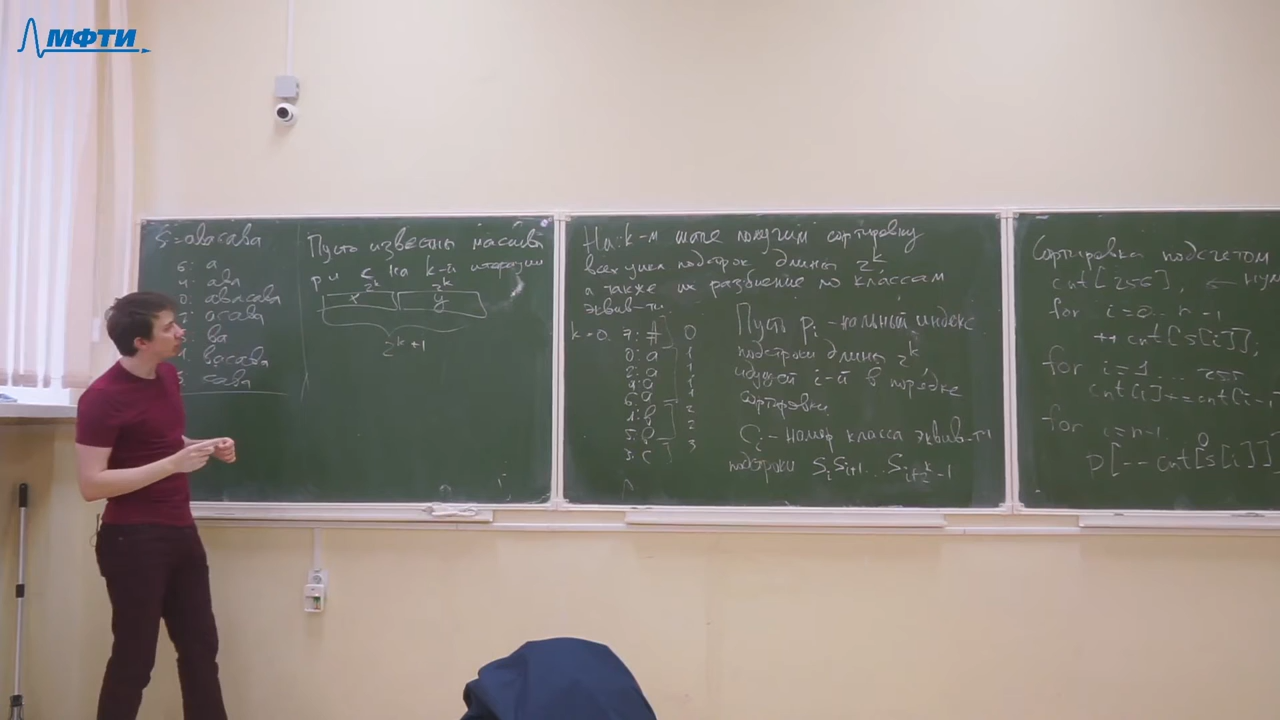 МФТИ
S=abacaba
6: a
4: aba
0: abacaba
2: acaba
5: ba
1: bacaba
3: caba
Пусть известны массивы
p и c на k-й итерации
2^k 2^k
x y
2^{k+1}
На k-м шаге получим сортировку
всех цикл подстрок длины 2^k,
а также их разбиение по классам
эквив-ти
k=0. 7: # 0
0: a 1
2: a 1
4: a 1
6: a 1
1: b 2
5: b 2
3: c 3
Пусть p_i - начальный индекс
подстроки длины 2^k
идущей i-й в порядке
сортировки
C_i - номер класса эквив-ти
подстроки S_i S_{i+1} ... S_{i+2^k-1}
Сортировка подсчетом
cnt[256], ←
for i=0.. n-1
++cnt[s[i]];
for i=1 ... 255
cnt[i]+=cnt[i-1
for i=n-1..
p[--cnt[s[i]]]